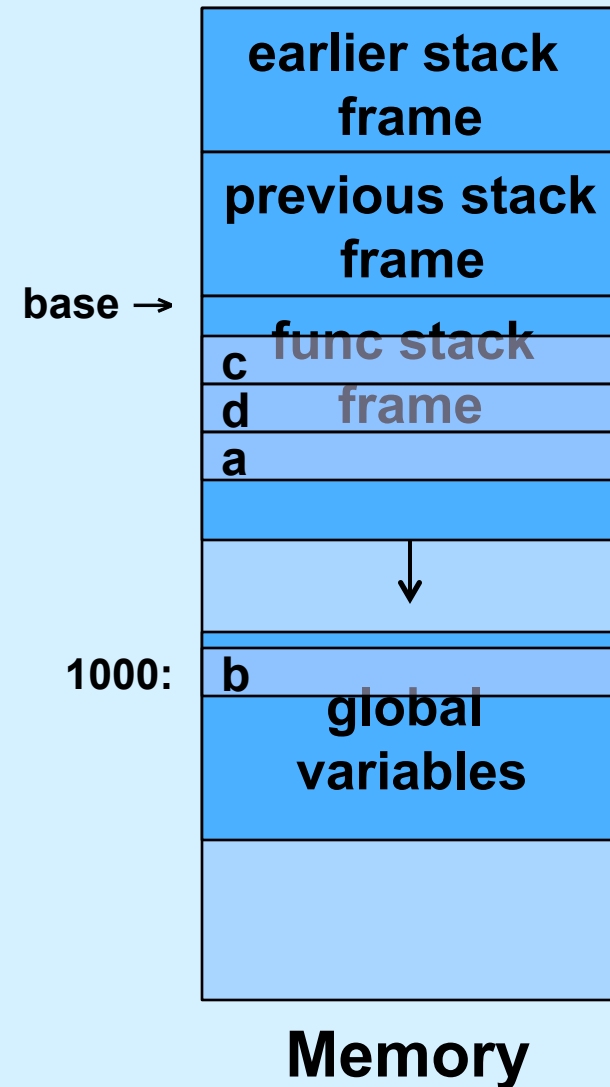 earlier stack
frame
previous stack
frame
base →
func stack
c
frame
d
a
1000: b
global
variables
Memory